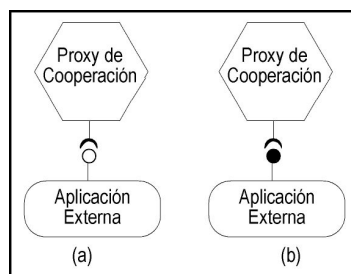 Proxy de
Cooperación
Aplicación
Externa
(a)
Proxy de
Cooperación
Aplicación
Externa
(b)